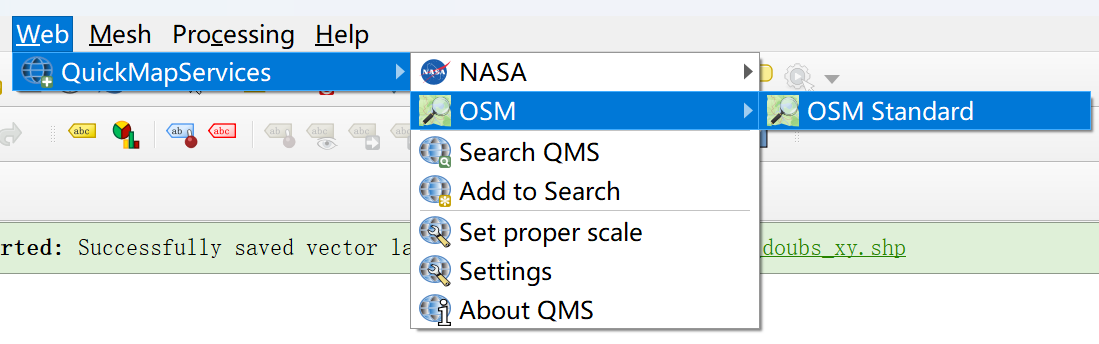 Web Mesh Processing Help
QuickMapServices
NASA
OSM
OSM Standard
Search QMS
Add to Search
Set proper scale
Settings
About QMS
abc ab abc
rted: Successfully saved vector la
doubs_xy.shp